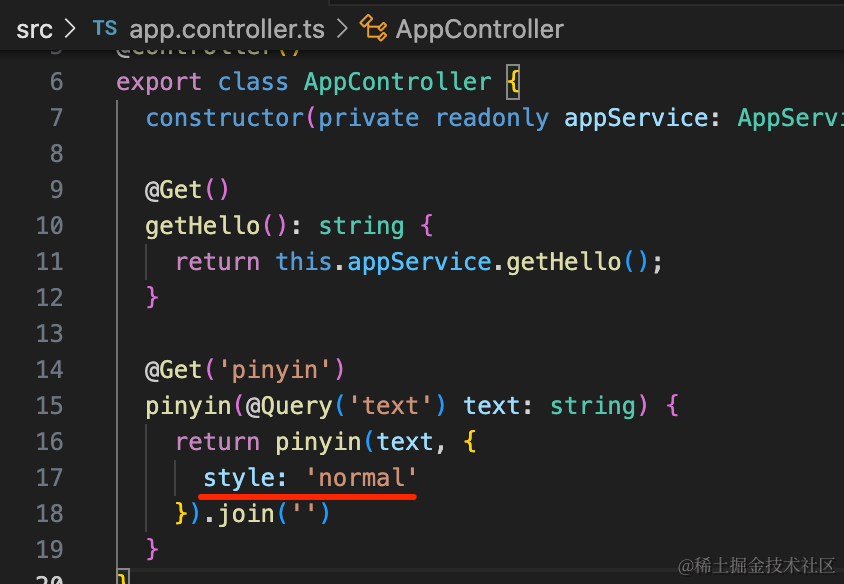 src > TS app.controller.ts > AppController
5 @Controller()
6 export class AppController {
7 constructor(private readonly appService: AppServi
8
9 @Get()
10 getHello(): string {
11 return this.appService.getHello();
12 }
13
14 @Get('pinyin')
15 pinyin(@Query('text') text: string) {
16 return pinyin(text, {
17 style: 'normal'
18 }).join('')
19 }
20 }
@稀土掘金技术社区